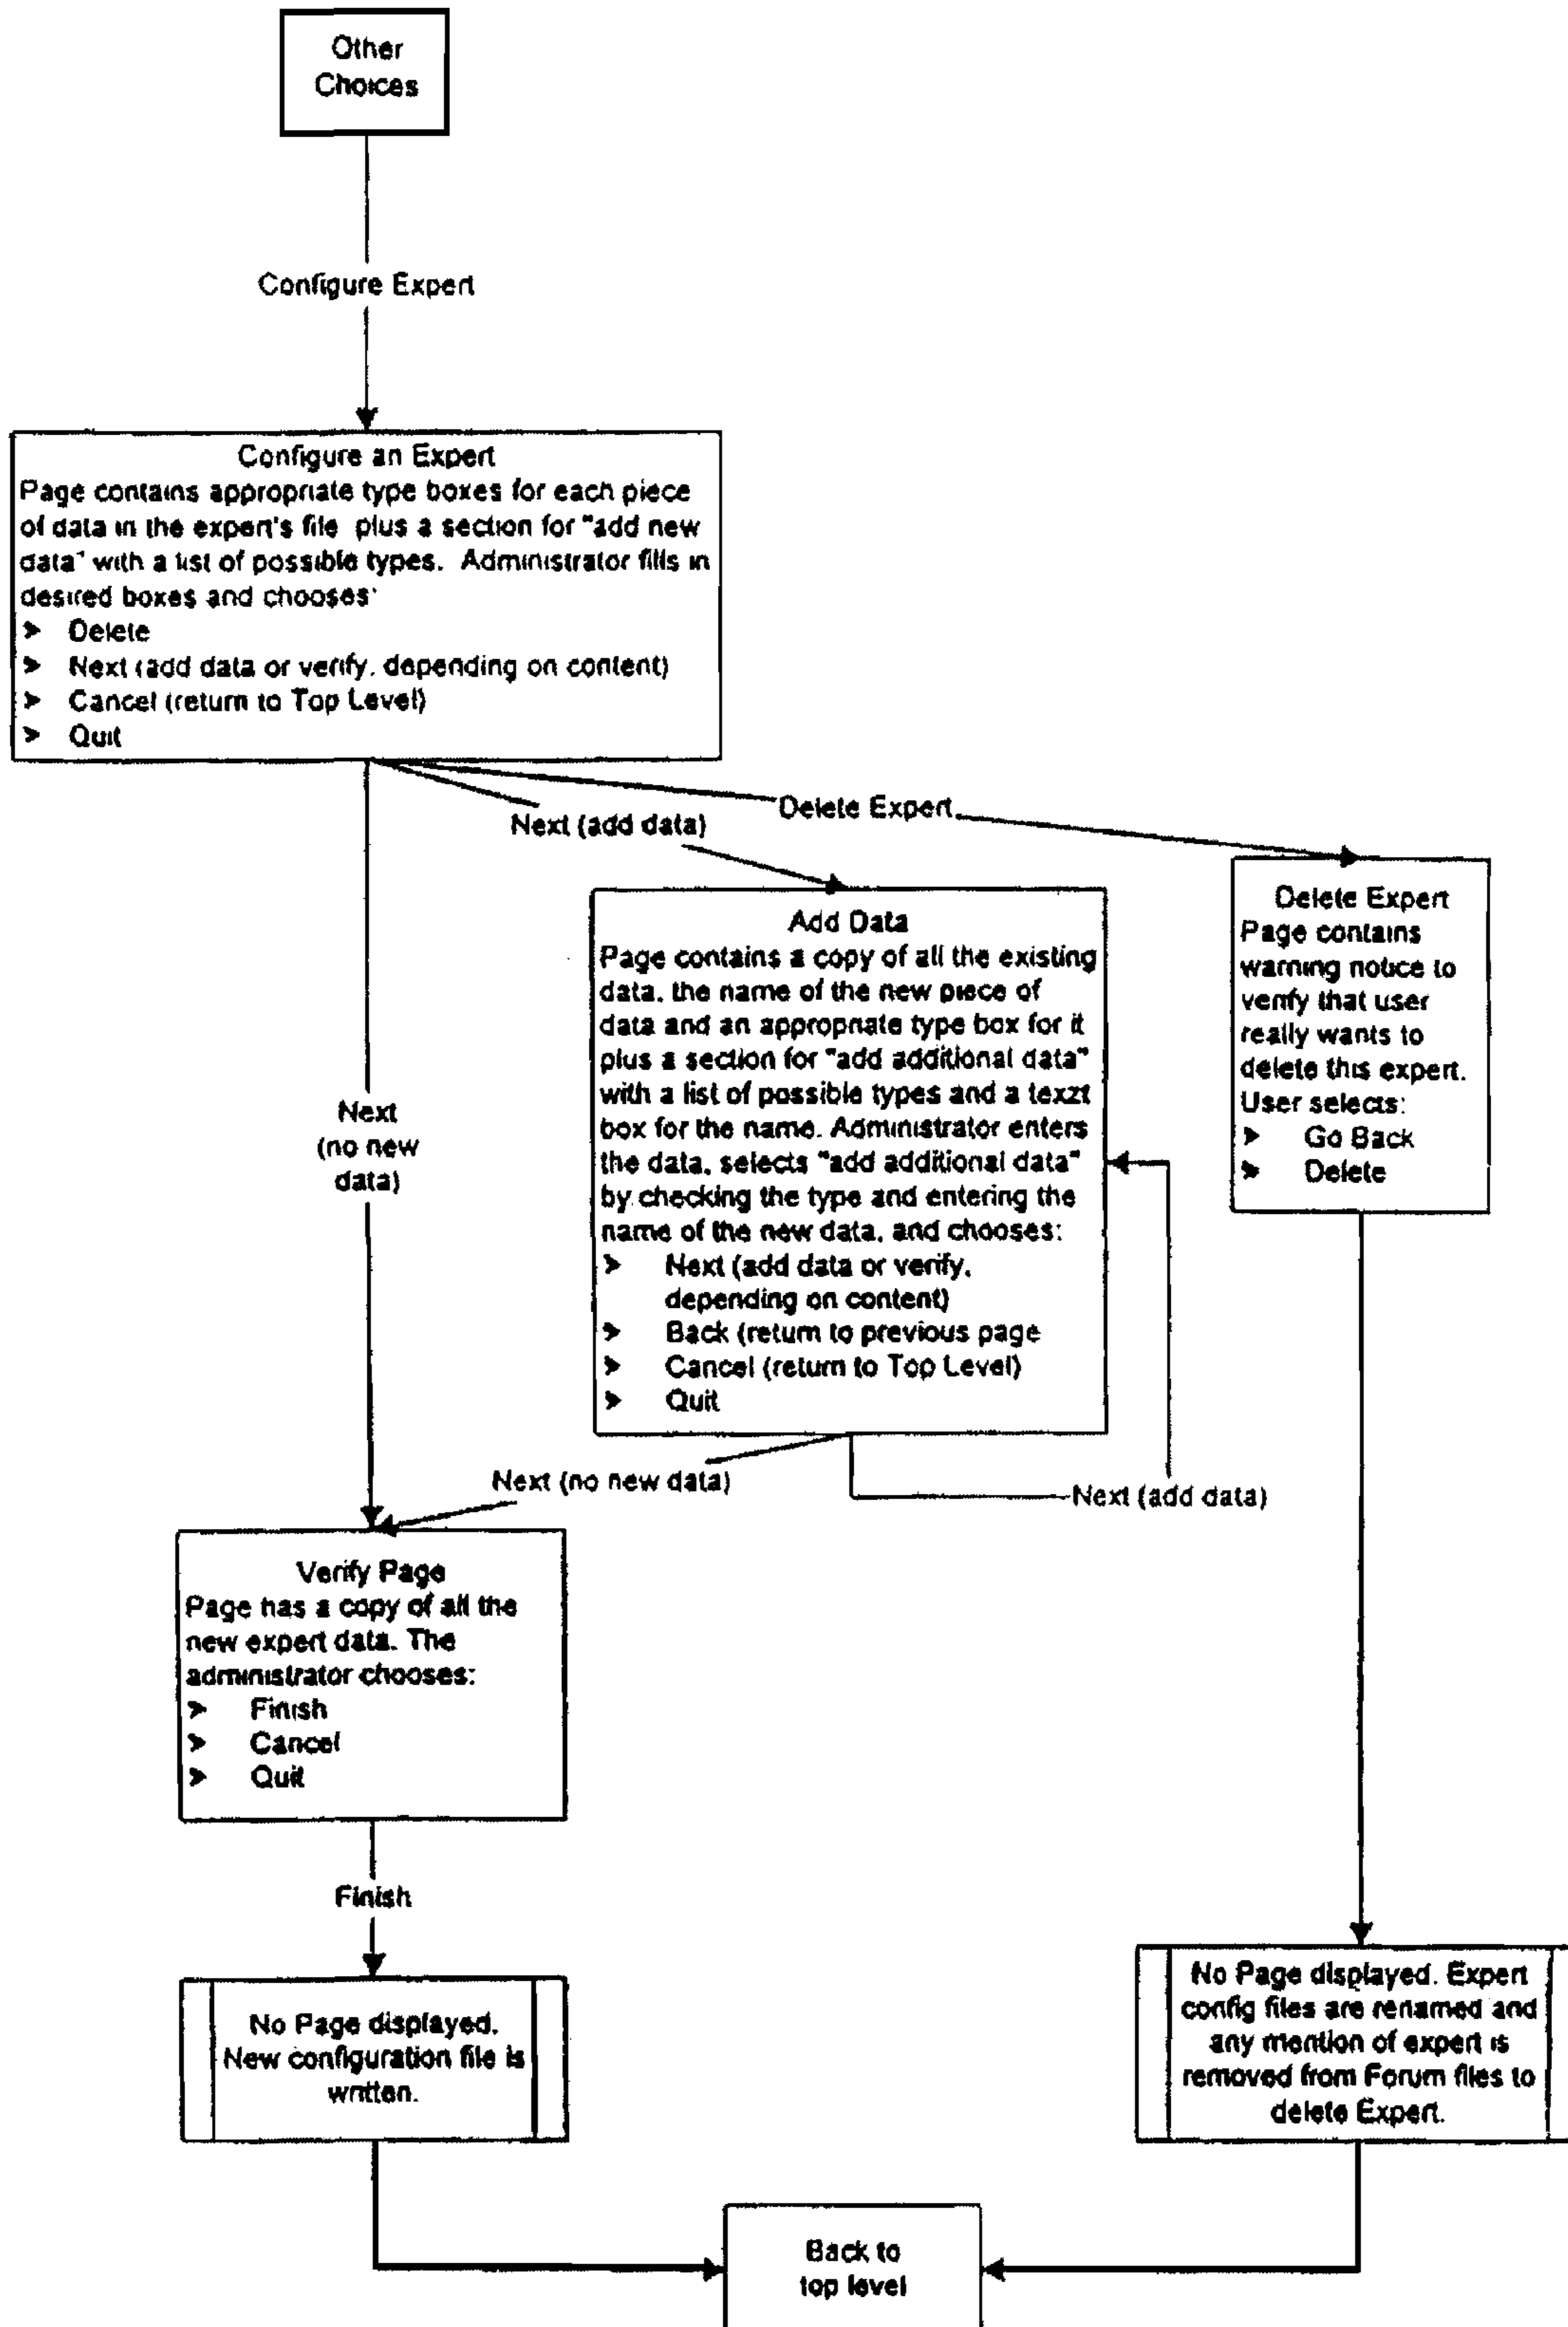 Other
Choices
Configure Expert
Configure an Expert
Page contains appropriate type boxes for each piece
of data in the expert's file plus a section for "add new
data" with a list of possible types. Administrator fills in
desired boxes and chooses:
➤ Delete
➤ Next (add data or verify, depending on content)
➤ Cancel (return to Top Level)
➤ Quit
Next (add data)
Delete Expert
Next
(no new
data)
Add Data
Page contains a copy of all the existing
data, the name of the new piece of
data and an appropriate type box for it
plus a section for "add additional data"
with a list of possible types and a texzt
box for the name. Administrator enters
the data, selects "add additional data"
by checking the type and entering the
name of the new data, and chooses:
➤ Next (add data or verify,
depending on content)
➤ Back (return to previous page
➤ Cancel (return to Top Level)
➤ Quit
Delete Expert
Page contains
warning notice to
verify that user
really wants to
delete this expert.
User selects:
➤ Go Back
➤ Delete
Next (no new data)
Next (add data)
Verify Page
Page has a copy of all the
new expert data. The
administrator chooses:
➤ Finish
➤ Cancel
➤ Quit
Finish
No Page displayed.
New configuration file is
written.
No Page displayed. Expert
config files are renamed and
any mention of expert is
removed from Forum files to
delete Expert.
Back to
top level